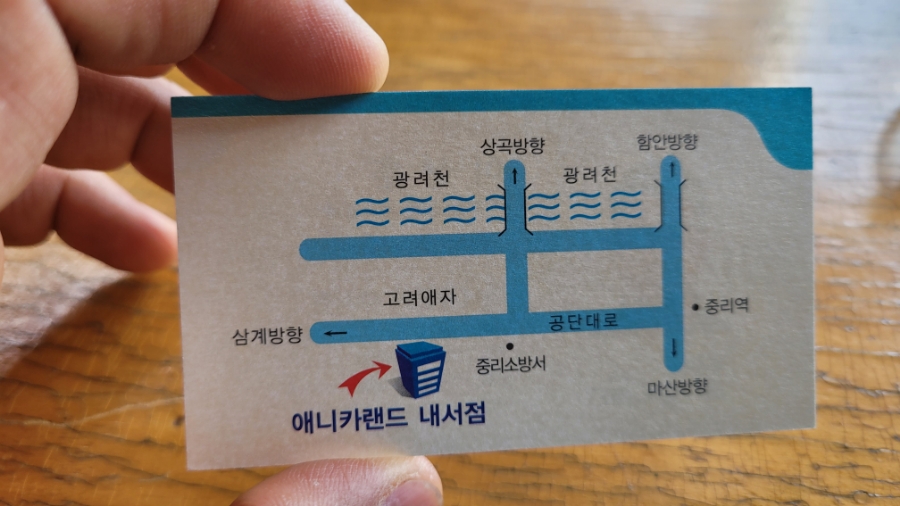 상곡방향
함안방향
광려천
광려천
고려애자
중리역
삼계방향
공단대로
중리소방서
마산방향
애니카랜드 내서점